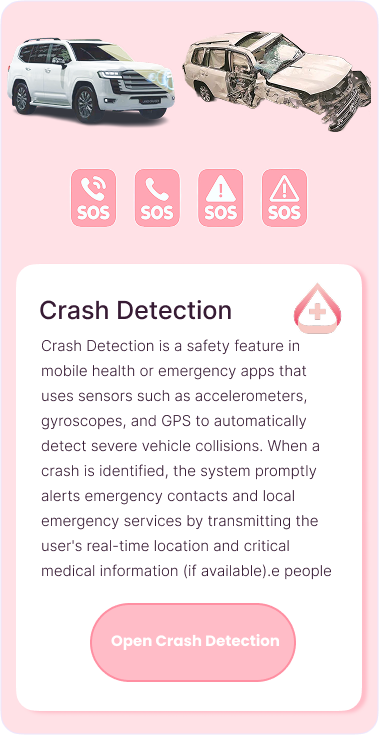 SOS SOS SOS SOS
Crash Detection
Crash Detection is a safety feature in
mobile health or emergency apps that
uses sensors such as accelerometers,
gyroscopes, and GPS to automatically
detect severe vehicle collisions. When a
crash is identified, the system promptly
alerts emergency contacts and local
emergency services by transmitting the
user's real-time location and critical
medical information (if available).e people
Open Crash Detection